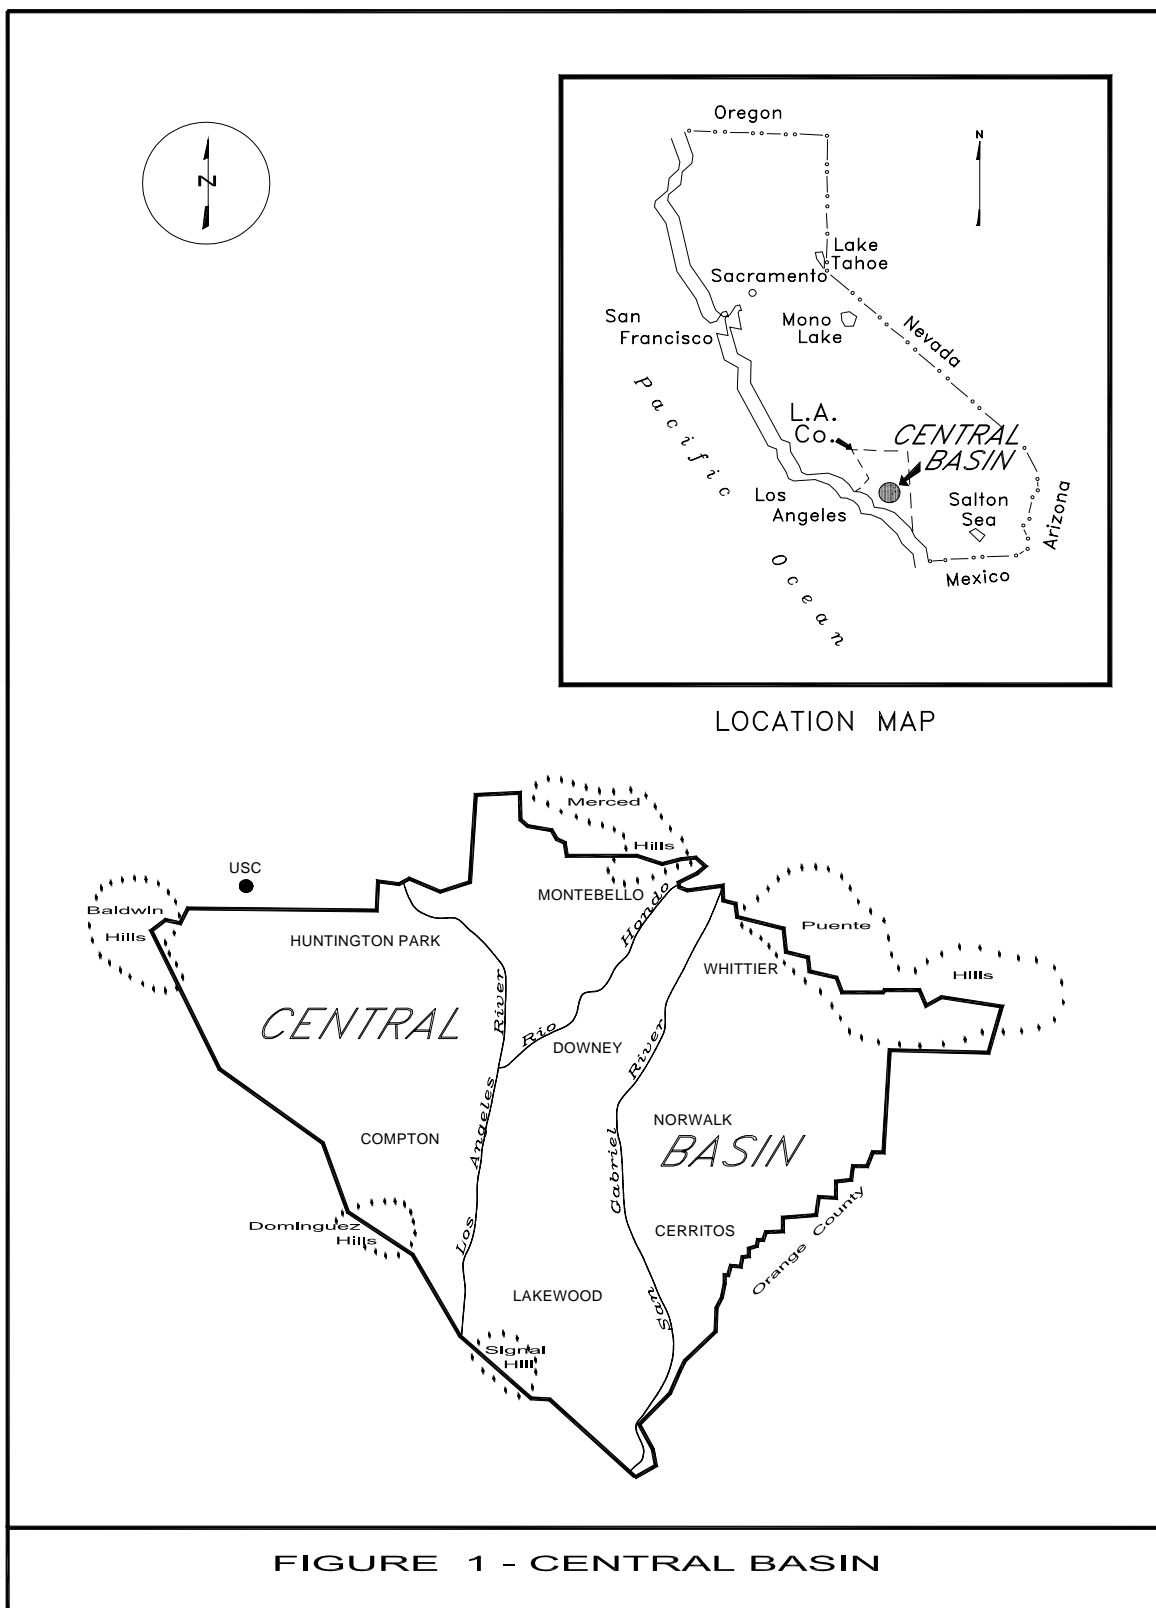 N
Oregon
N
Lake
Tahoe
Sacramento
San
Francisco
Mono
Lake
Nevada
Pacific
Ocean
L.A.
Co.
CENTRAL
BASIN
Los
Angeles
Salton
Sea
Arizona
Mexico
LOCATION MAP
Merced
Hills
USC
Baldwin
Hills
MONTEBELLO
Puente
Hills
HUNTINGTON PARK
WHITTIER
Rio Hondo
CENTRAL
DOWNEY
Los Angeles River
San Gabriel River
COMPTON
NORWALK
BASIN
Dominguez
Hills
CERRITOS
Orange County
LAKEWOOD
Signal
Hill
FIGURE 1 - CENTRAL BASIN